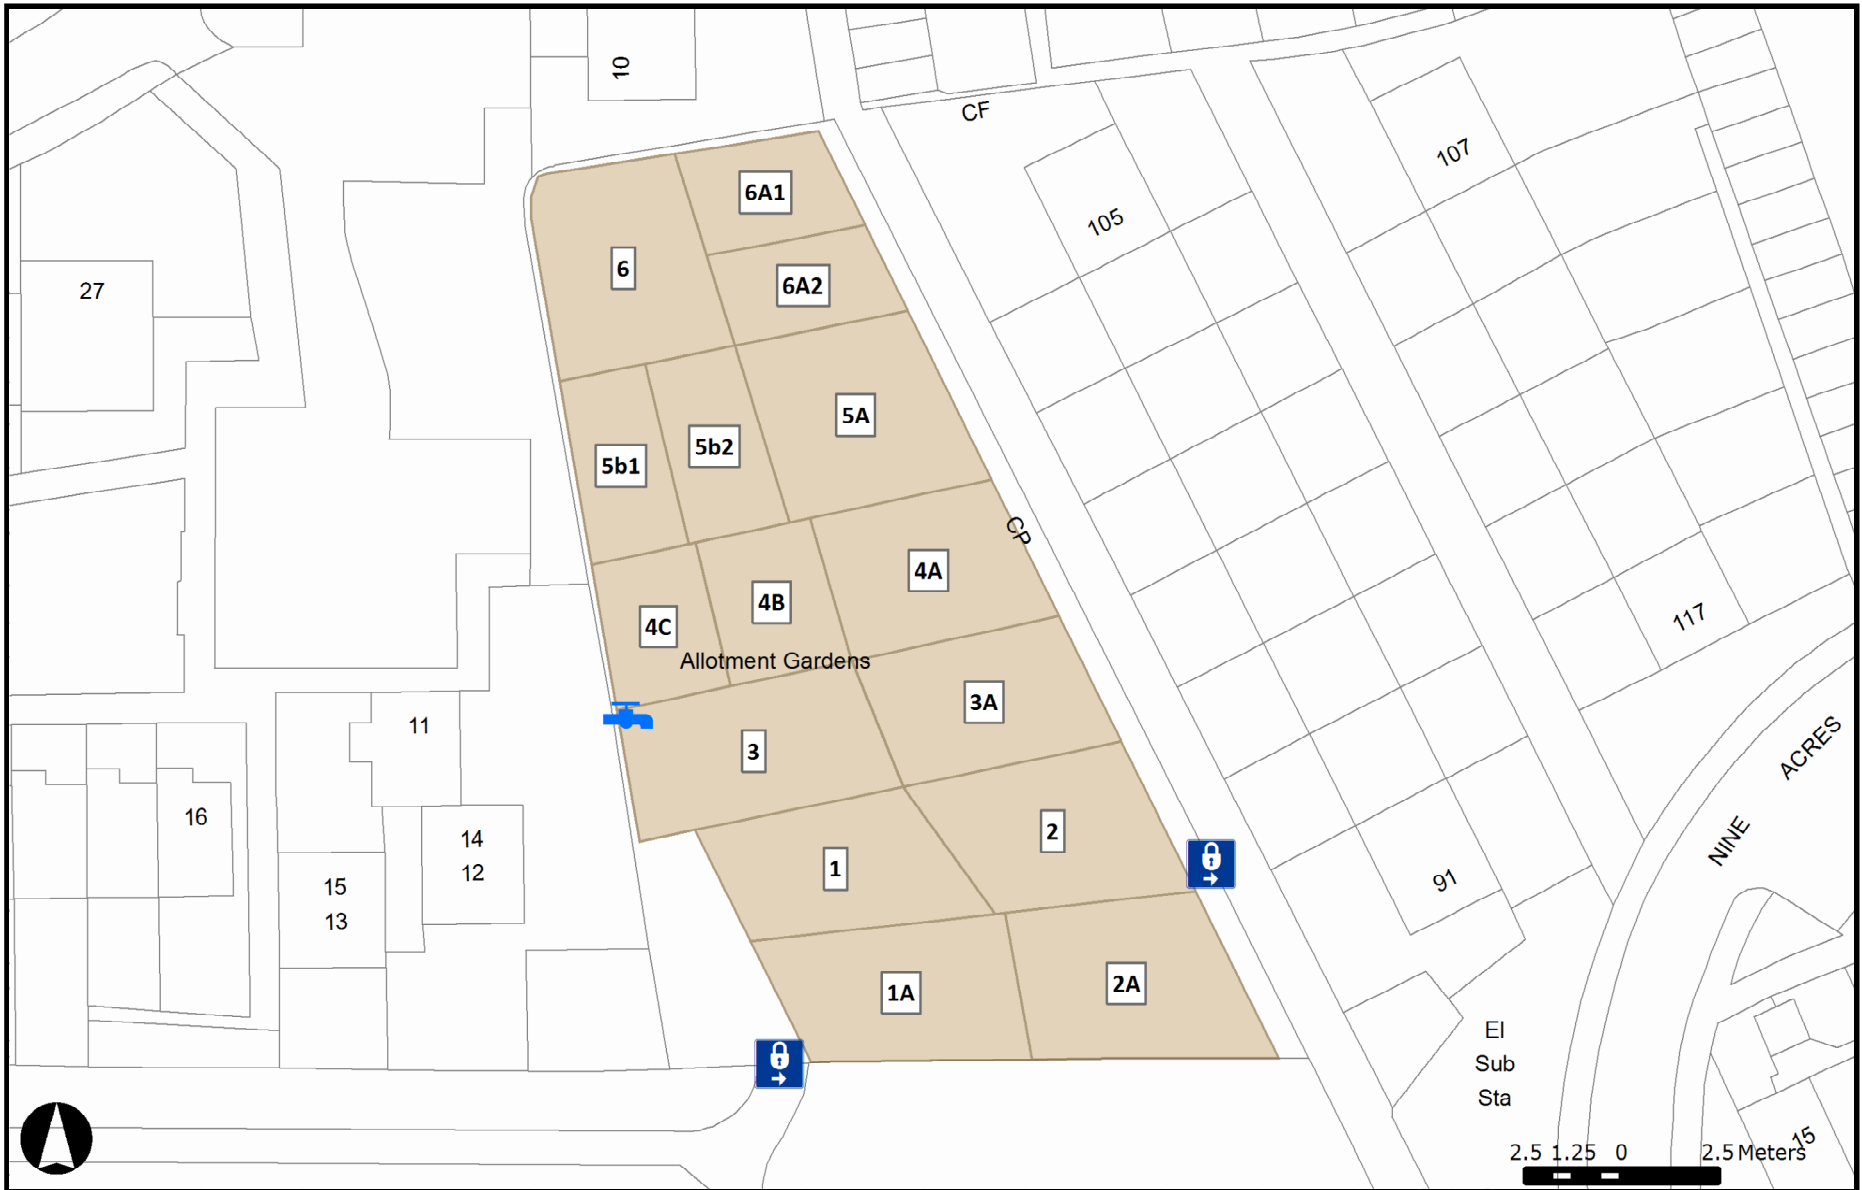 10
CF
107
6A1
105
6
6A2
27
5A
5b2
5b1
CP
4A
4B
117
4C
Allotment Gardens
3A
11
ACRES
3
16
2
14
NINE
12
1
91
15
13
2A
1A
El
Sub
Sta
15
2.5 1.25 0 2.5 Meters